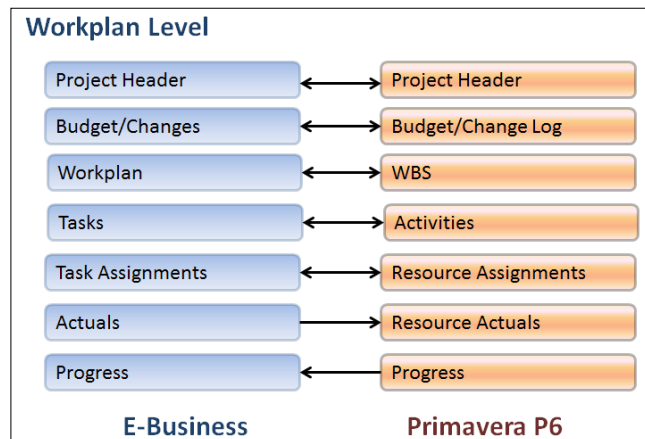 Workplan Level
Project Header Project Header
Budget/Changes Budget/Change Log
Workplan WBS
Tasks Activities
Task Assignments Resource Assignments
Actuals Resource Actuals
Progress Progress
E-Business Primavera P6